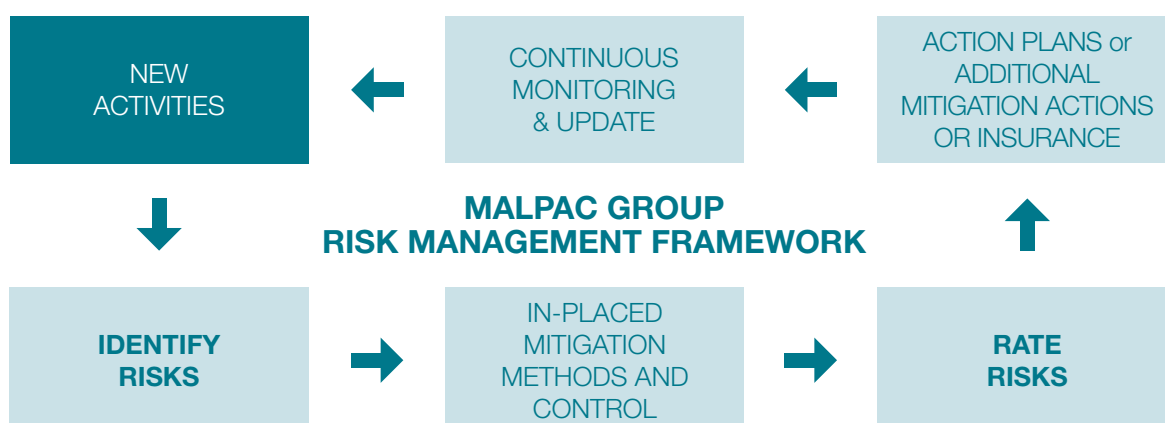 NEW
ACTIVITIES
CONTINUOUS
MONITORING
& UPDATE
ACTION PLANS or
ADDITIONAL
MITIGATION ACTIONS
OR INSURANCE
MALPAC GROUP
RISK MANAGEMENT FRAMEWORK
IDENTIFY
RISKS
IN-PLACED
MITIGATION
METHODS AND
CONTROL
RATE
RISKS